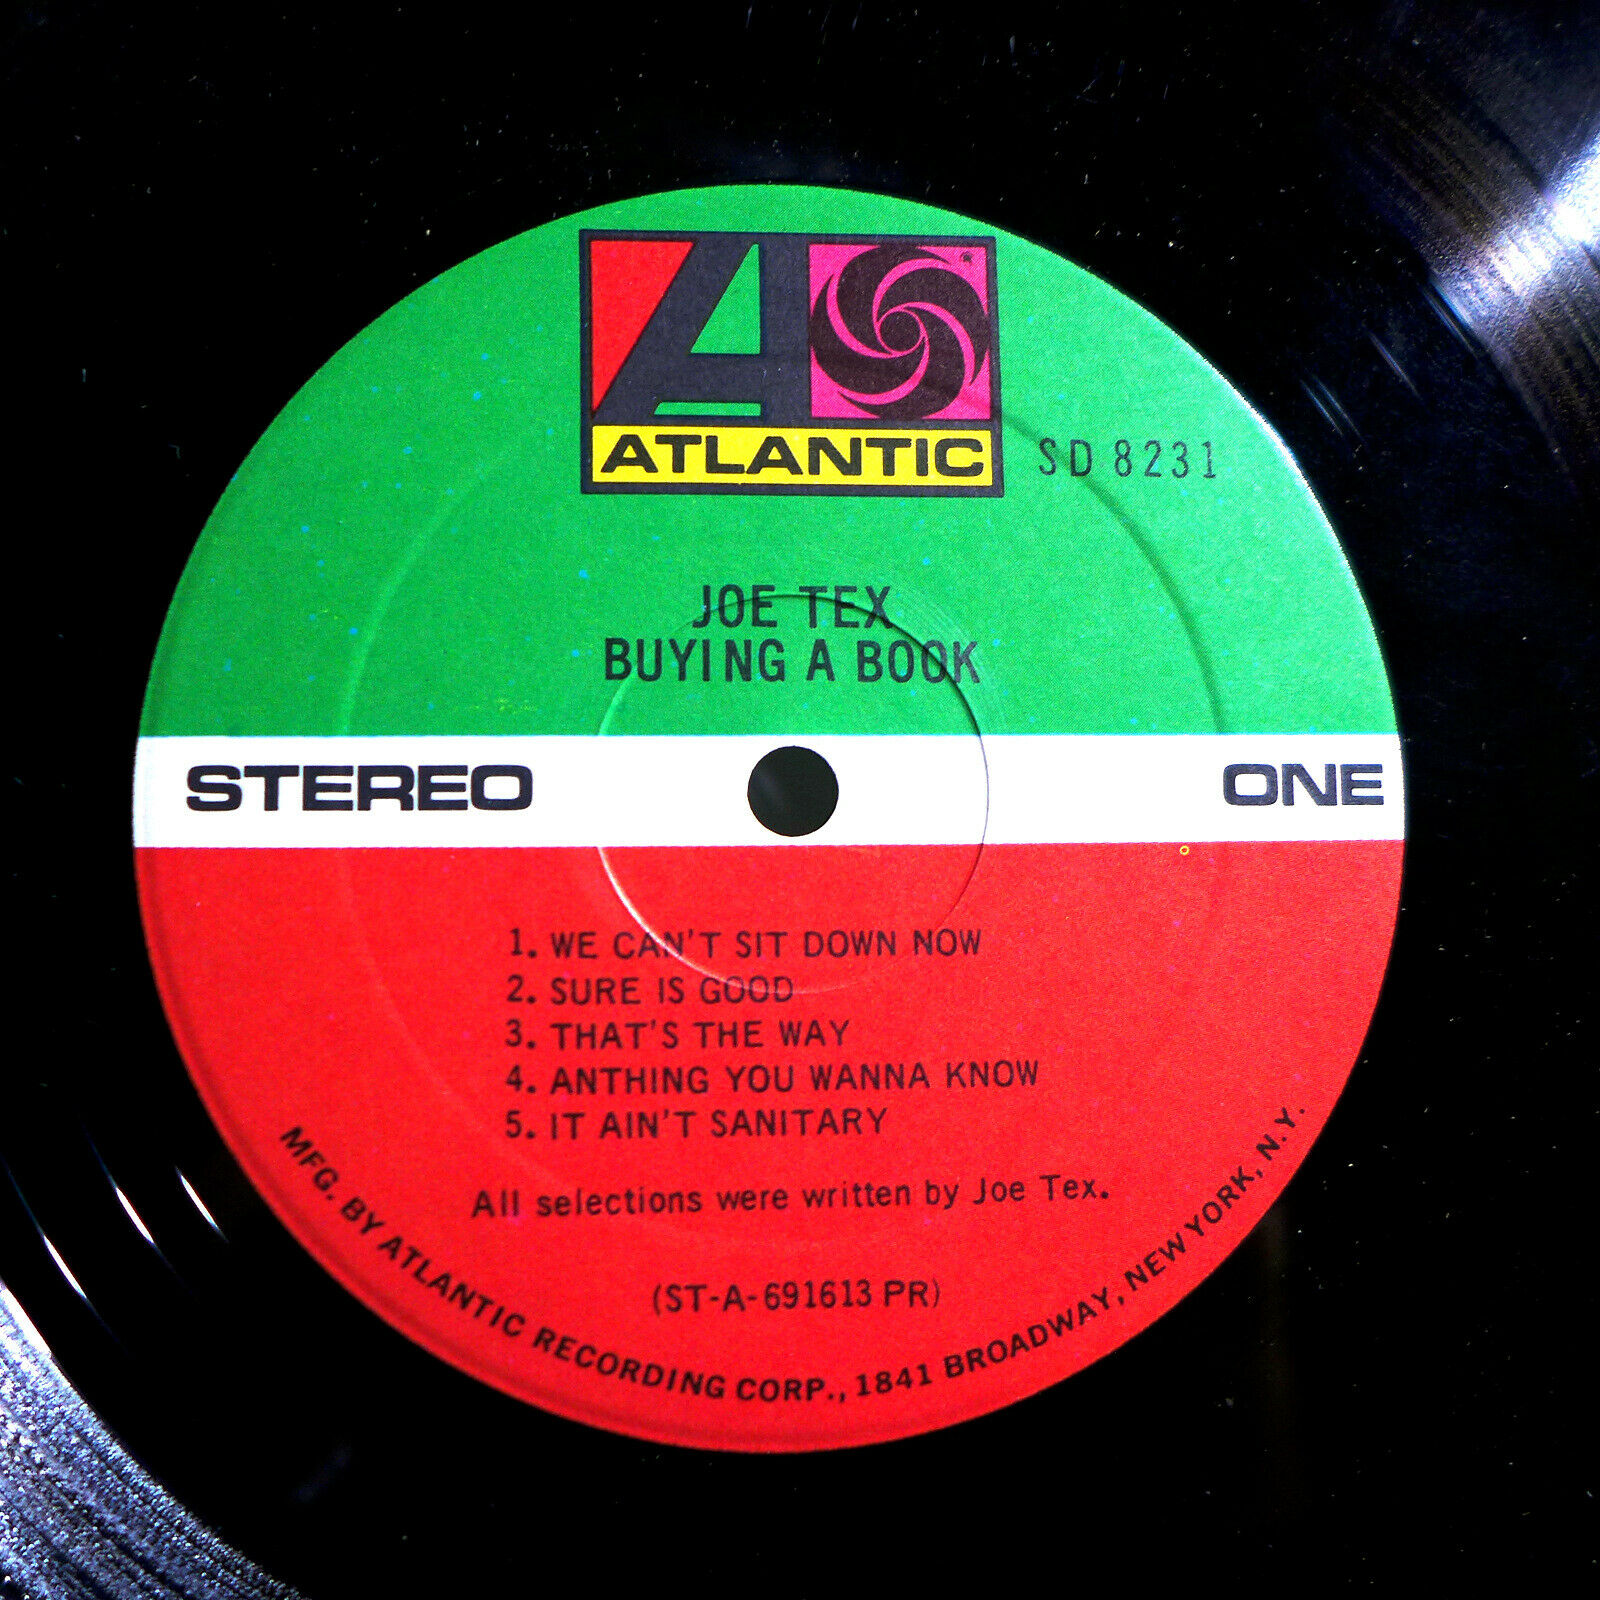 ATLANTIC
®
SD 8231
JOE TEX
BUYING A BOOK
STEREO
ONE
1. WE CAN'T SIT DOWN NOW
2. SURE IS GOOD
3. THAT'S THE WAY
4. ANTHING YOU WANNA KNOW
5. IT AIN'T SANITARY
All selections were written by Joe Tex.
(ST-A-691613 PR)
MFG. BY ATLANTIC RECORDING CORP., 1841 BROADWAY, NEW YORK, N.Y.